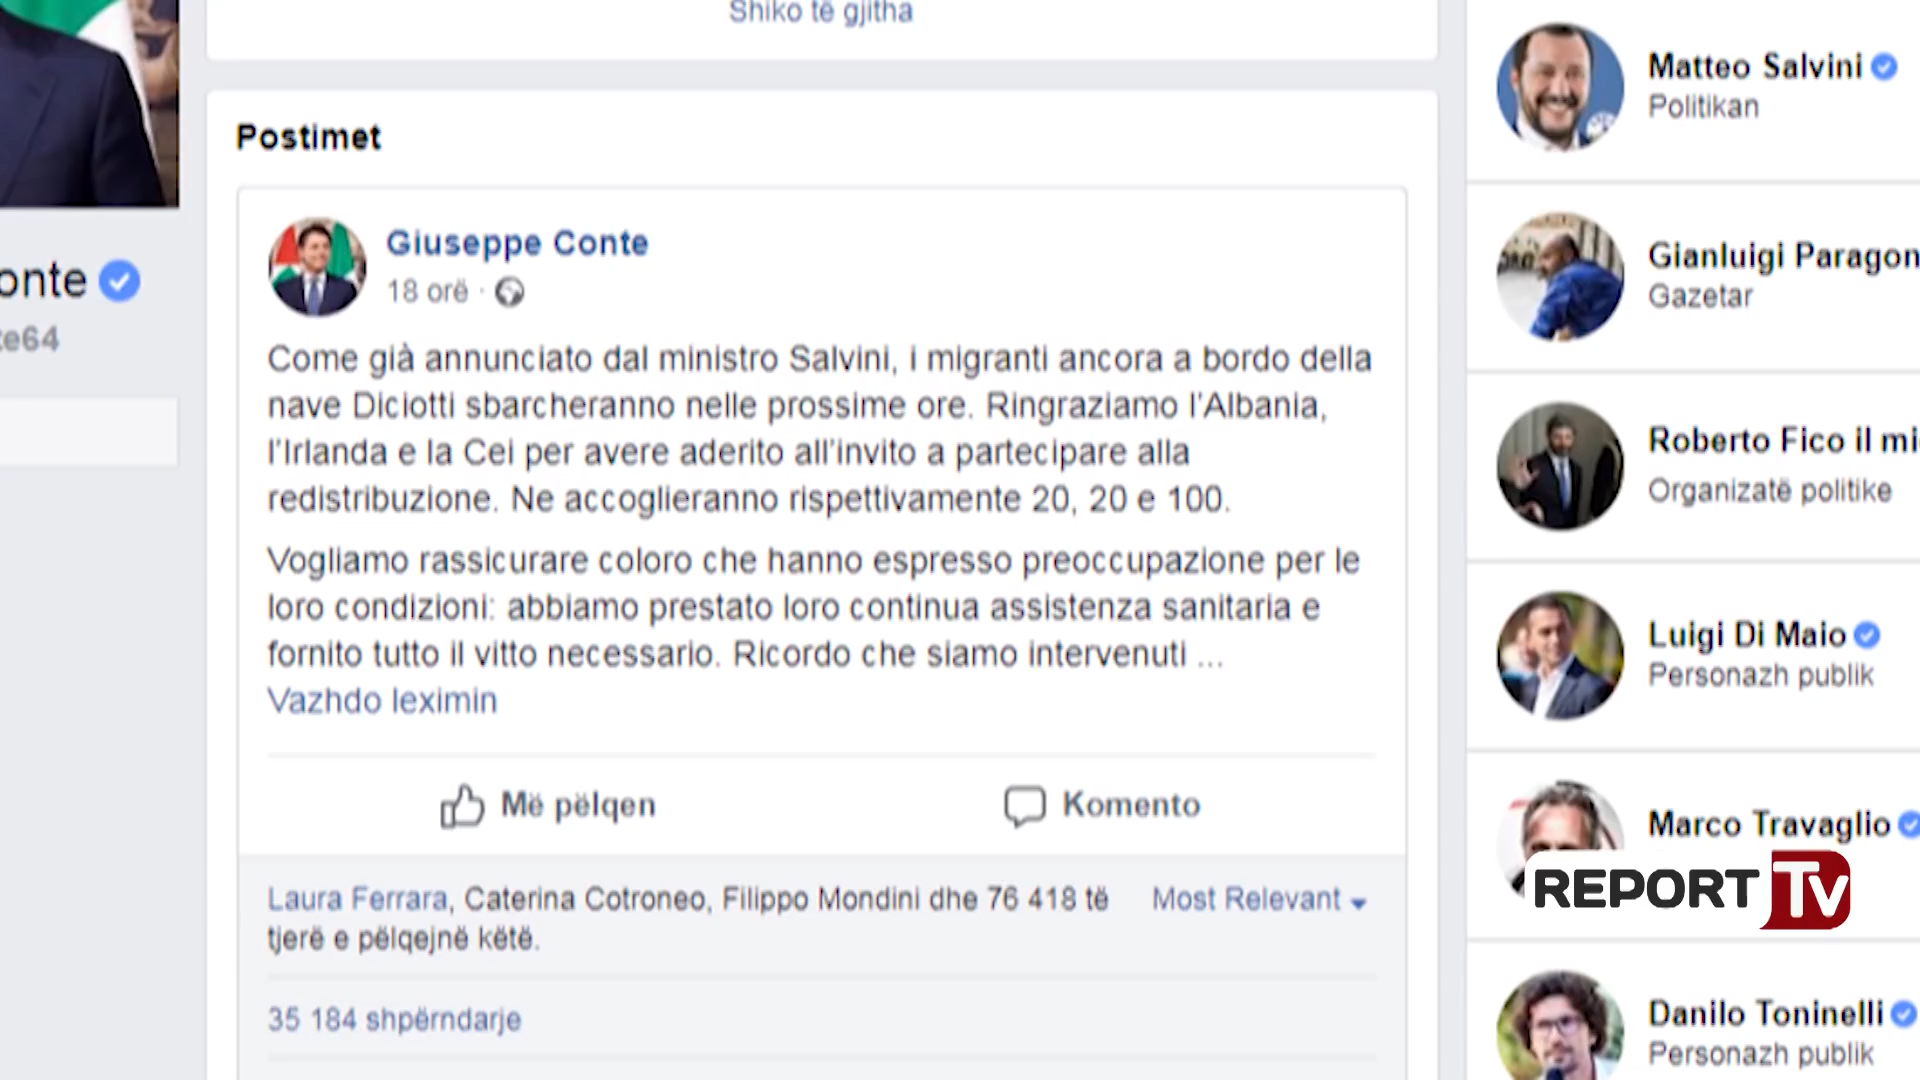 Shiko të gjitha
onte
e64
Postimet
Giuseppe Conte
18 orë ·
Come già annunciato dal ministro Salvini, i migranti ancora a bordo della
nave Diciotti sbarcheranno nelle prossime ore. Ringraziamo l'Albania,
l'Irlanda e la Cei per avere aderito all'invito a partecipare alla
redistribuzione. Ne accoglieranno rispettivamente 20, 20 e 100.
Vogliamo rassicurare coloro che hanno espresso preoccupazione per le
loro condizioni: abbiamo prestato loro continua assistenza sanitaria e
fornito tutto il vitto necessario. Ricordo che siamo intervenuti ...
Vazhdo leximin
Më pëlqen
Komento
Laura Ferrara, Caterina Cotroneo, Filippo Mondini dhe 76 418 të
tjerë e pëlqejnë këtë.
Most Relevant
35 184 shpërndarje
Matteo Salvini
Politikan
Gianluigi Paragon
Gazetar
Roberto Fico il mi
Organizatë politike
Luigi Di Maio
Personazh publik
Marco Travaglio
REPORT Tv
Danilo Toninelli
Personazh publik